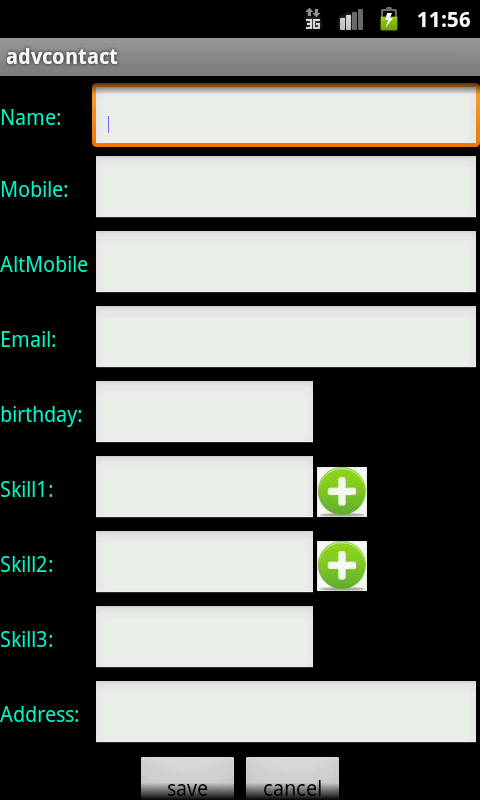 3G 11:56
advcontact
Name:
Mobile:
AltMobile
Email:
birthday:
Skill1:
Skill2:
Skill3:
Address:
save cancel